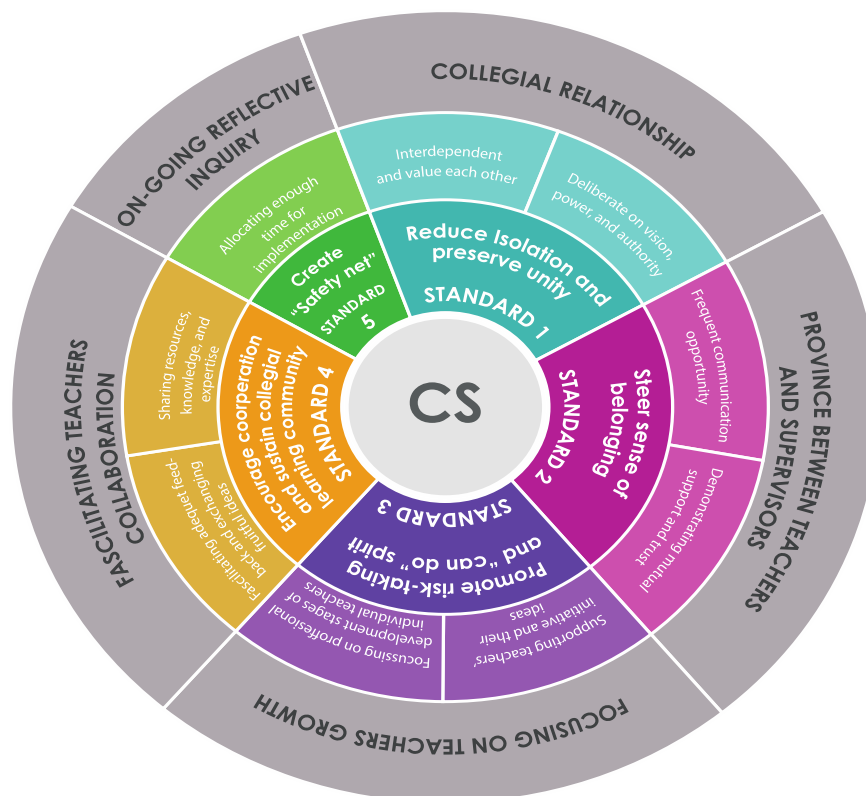 CS
COLLEGIAL RELATIONSHIP
Interdependent
and value each other
Deliberate on vision,
power, and authority
Reduce Isolation and
preserve unity
STANDARD 1
PROVINCE BETWEEN TEACHERS
AND SUPERVISORS
Frequent communication
opportunity
Demonstrating mutual
support and trust
Steer sense of
belonging
STANDARD 2
FOCUSING ON TEACHERS GROWTH
Supporting teachers'
initiative and their
ideas
Focussing on proffesional
development stages of
individual teachers
Promote risk-taking
and "can do" spirit
STANDARD 3
FASCILITATING TEACHERS
COLLABORATION
Fascilitating adequet feed-
back and exchanging
fruitful ideas
Sharing resources,
knowledge, and
expertise
Encourage cooperation
and sustain collegial
learning community
STANDARD 4
ON-GOING REFLECTIVE
INQUIRY
Allocating enough
time for
implementation
Create
"Safety net"
STANDARD
5